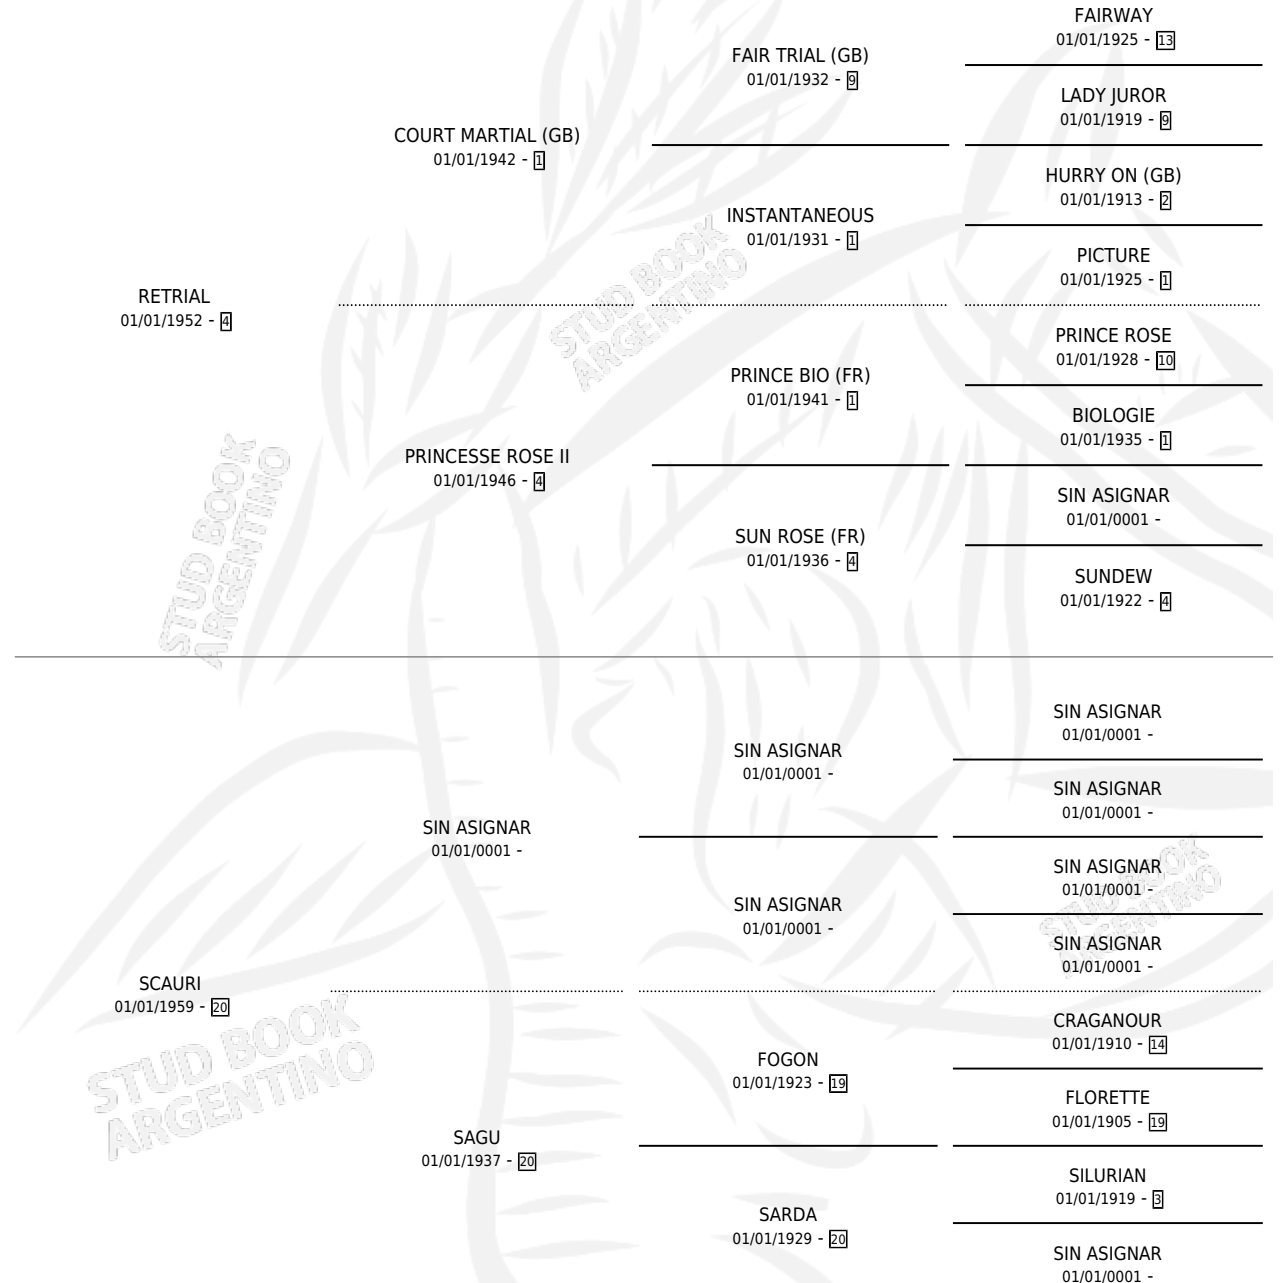 FAIRWAY
01/01/1925 - 13
FAIR TRIAL (GB)
01/01/1932 - 9
LADY JUROR
01/01/1919 - 9
COURT MARTIAL (GB)
01/01/1942 - 1
HURRY ON (GB)
01/01/1913 - 2
INSTANTANEOUS
01/01/1931 - 1
PICTURE
01/01/1925 - 1
RETRIAL
01/01/1952 - 4
STUD BOOK
ARGENTINO
PRINCE ROSE
01/01/1928 - 10
PRINCE BIO (FR)
01/01/1941 - 1
BIOLOGIE
01/01/1935 - 1
PRINCESSE ROSE II
01/01/1946 - 4
SIN ASIGNAR
01/01/0001 -
SUN ROSE (FR)
01/01/1936 - 4
SUNDEW
01/01/1922 - 4
STUD BOOK
ARGENTINO
SIN ASIGNAR
01/01/0001 -
SIN ASIGNAR
01/01/0001 -
SIN ASIGNAR
01/01/0001 -
SIN ASIGNAR
01/01/0001 -
SIN ASIGNAR
01/01/0001 -
SIN ASIGNAR
01/01/0001 -
SIN ASIGNAR
01/01/0001 -
STUD BOOK
ARGENTINO
SCAURI
01/01/1959 - 20
CRAGANOUR
01/01/1910 - 14
FOGON
01/01/1923 - 19
FLORETTE
01/01/1905 - 19
STUD BOOK
ARGENTINO
SAGU
01/01/1937 - 20
SILURIAN
01/01/1919 - 3
SARDA
01/01/1929 - 20
SIN ASIGNAR
01/01/0001 -